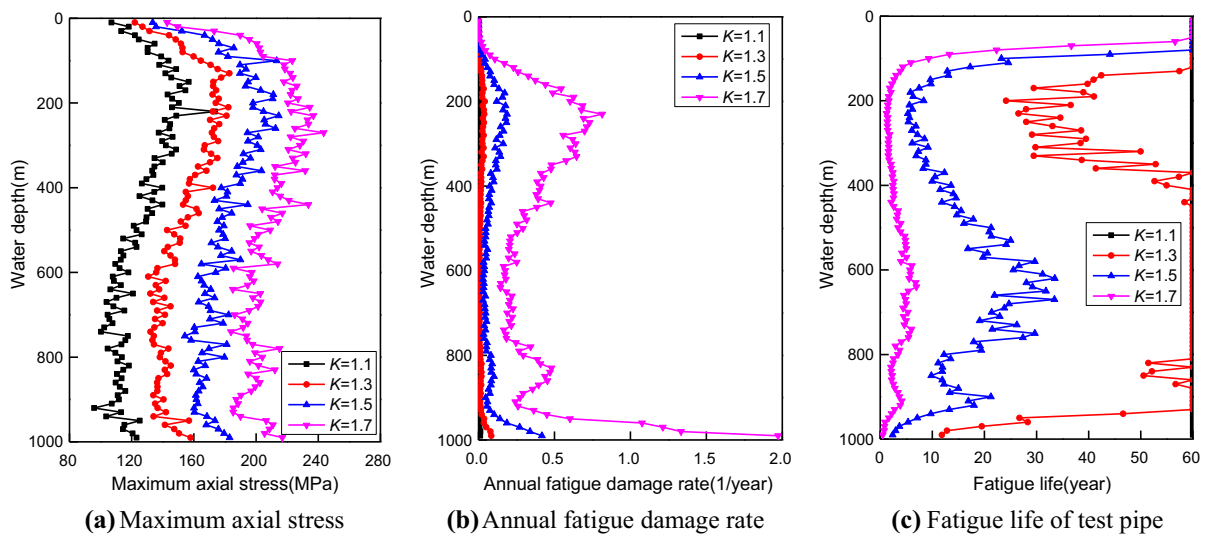 0
200
400
600
800
1000
Water depth(m)
80
120
160
200
240
280
Maximum axial stress(MPa)
K=1.1
K=1.3
K=1.5
K=1.7
(a) Maximum axial stress
0
200
400
600
800
1000
Water depth(m)
0.0
0.5
1.0
1.5
2.0
Annual fatigue damage rate(1/year)
K=1.1
K=1.3
K=1.5
K=1.7
(b) Annual fatigue damage rate
0
200
400
600
800
1000
Water depth(m)
0
10
20
30
40
50
60
Fatigue life(year)
K=1.1
K=1.3
K=1.5
K=1.7
(c) Fatigue life of test pipe